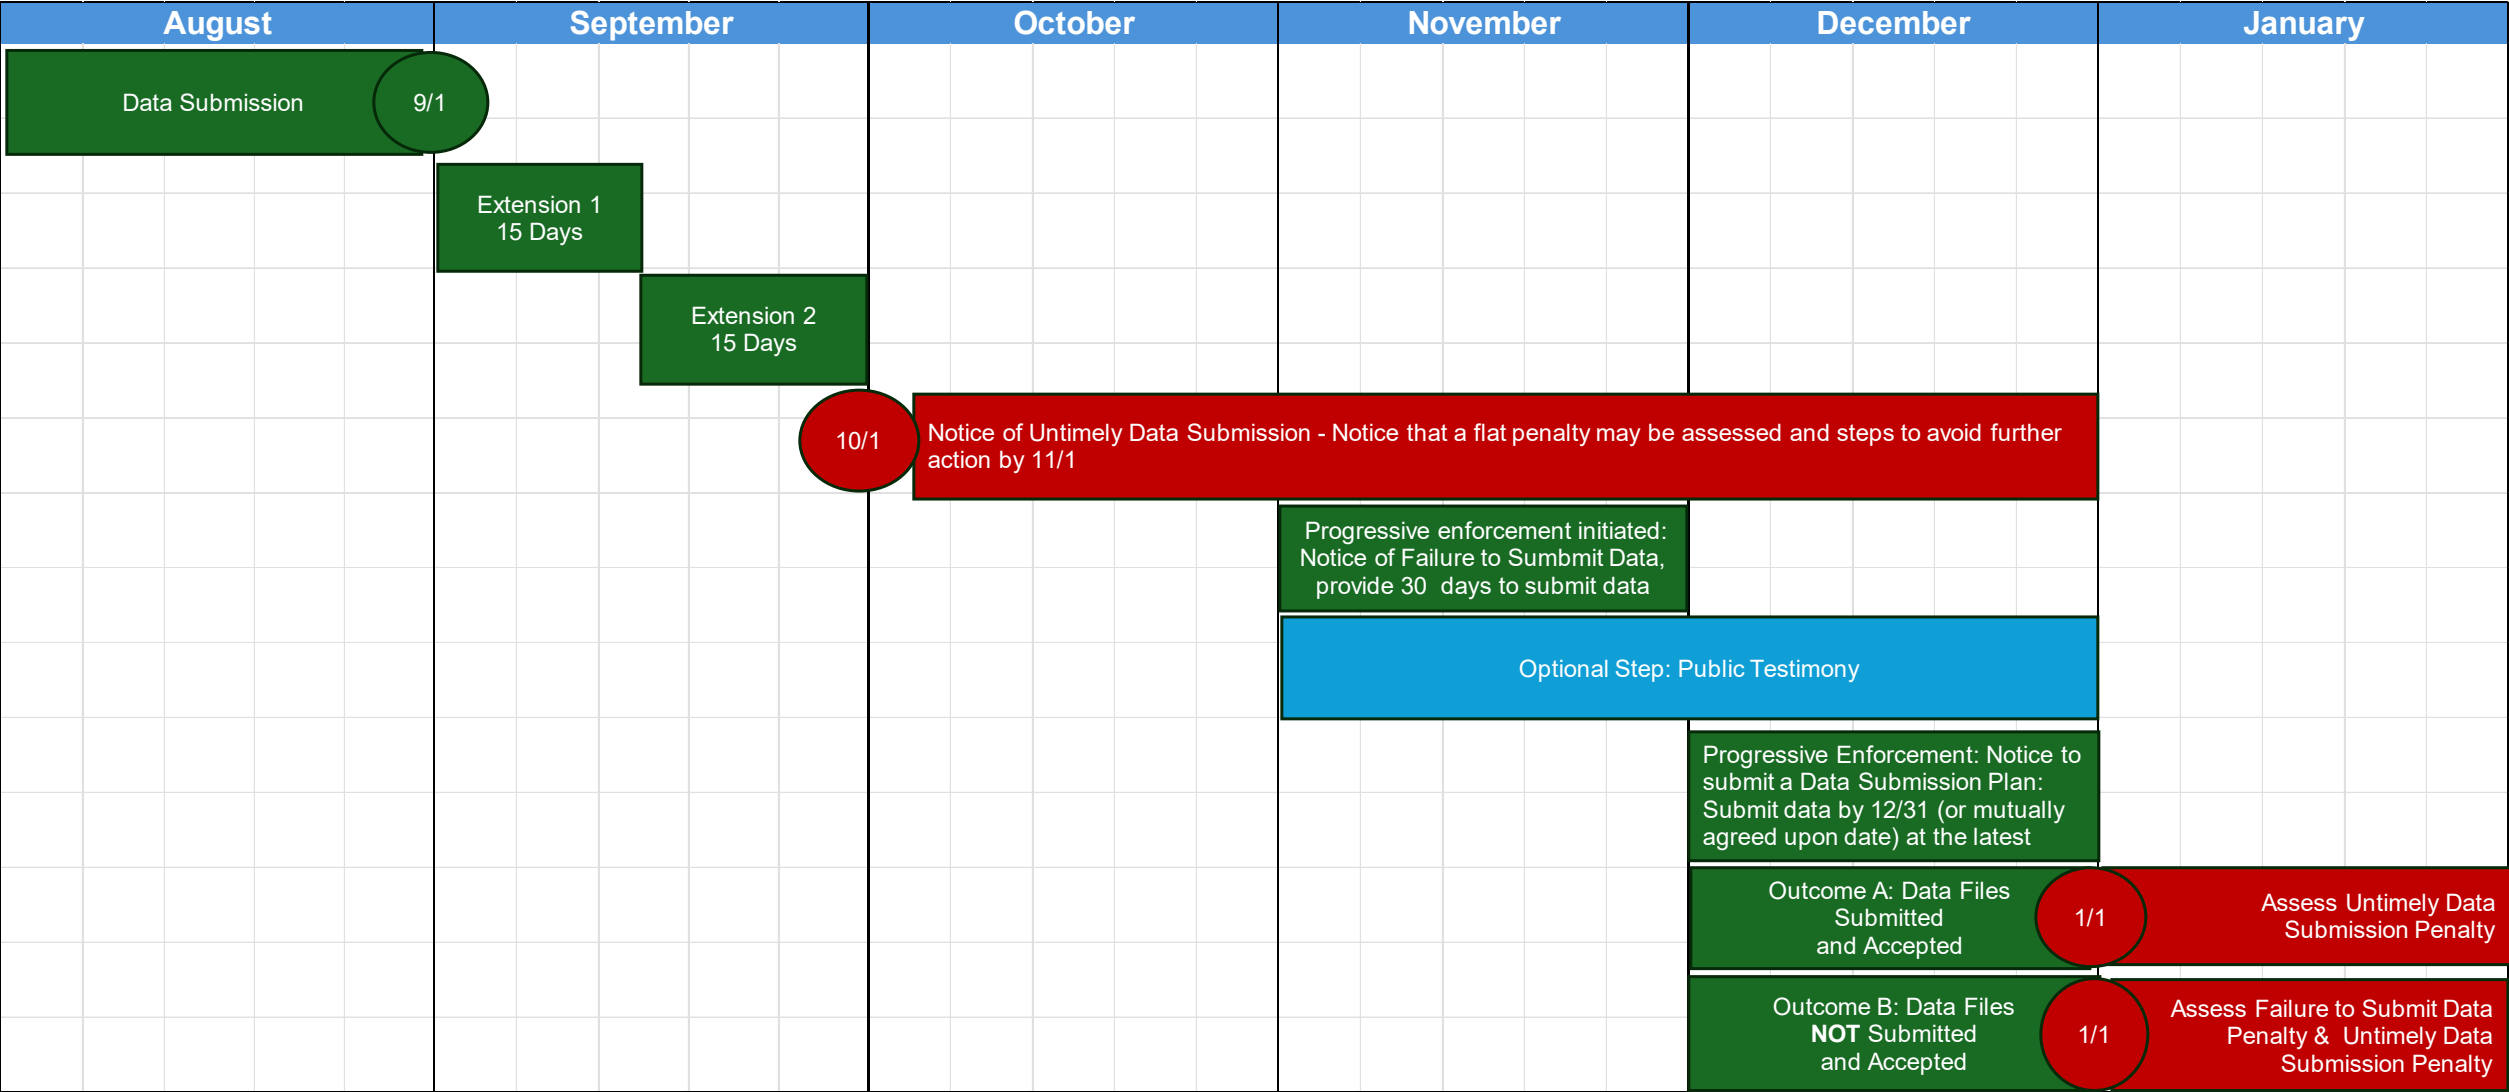 August
September
October
November
December
January
Data Submission
9/1
Extension 1
15 Days
Extension 2
15 Days
10/1
Notice of Untimely Data Submission - Notice that a flat penalty may be assessed and steps to avoid further
action by 11/1
Progressive enforcement initiated:
Notice of Failure to Sumbmit Data,
provide 30 days to submit data
Optional Step: Public Testimony
Progressive Enforcement: Notice to
submit a Data Submission Plan:
Submit data by 12/31 (or mutually
agreed upon date) at the latest
Outcome A: Data Files
Submitted
and Accepted
1/1
Assess Untimely Data
Submission Penalty
Outcome B: Data Files
NOT Submitted
and Accepted
1/1
Assess Failure to Submit Data
Penalty & Untimely Data
Submission Penalty